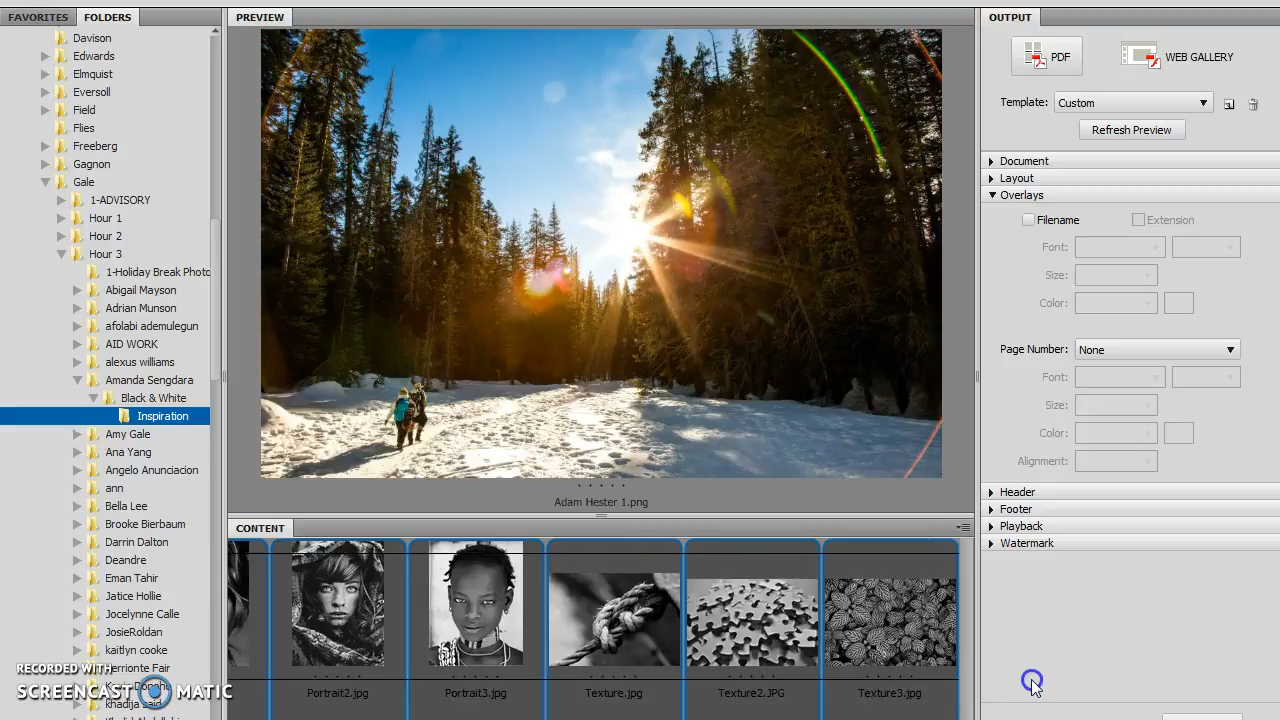 FAVORITES FOLDERS
Davison
Edwards
Elmquist
Eversoll
Field
Flies
Freeberg
Gagnon
Gale
1-ADVISORY
Hour 1
Hour 2
Hour 3
1-Holiday Break Photo
Abigail Mayson
Adrian Munson
afolabi ademulegun
AID WORK
alexus williams
Amanda Sengdara
Black & White
Inspiration
Amy Gale
Ana Yang
Angelo Anunciacion
ann
Bella Lee
Brooke Bierbaum
Darrin Dalton
Deandre
Eman Tahir
Jatice Hollie
Jocelynne Calle
JosieRoldan
kaitlyn cooke
RECORDED WITH
SCREENCAST MATIC
PREVIEW
Adam Hester 1.png
CONTENT
Portrait2.jpg Portrait3.jpg Texture.jpg Texture2.JPG Texture3.jpg
OUTPUT
PDF WEB GALLERY
Template: Custom
Refresh Preview
Document
Layout
Overlays
Filename Extension
Font:
Size:
Color:
Page Number: None
Font:
Size:
Color:
Alignment:
Header
Footer
Playback
Watermark